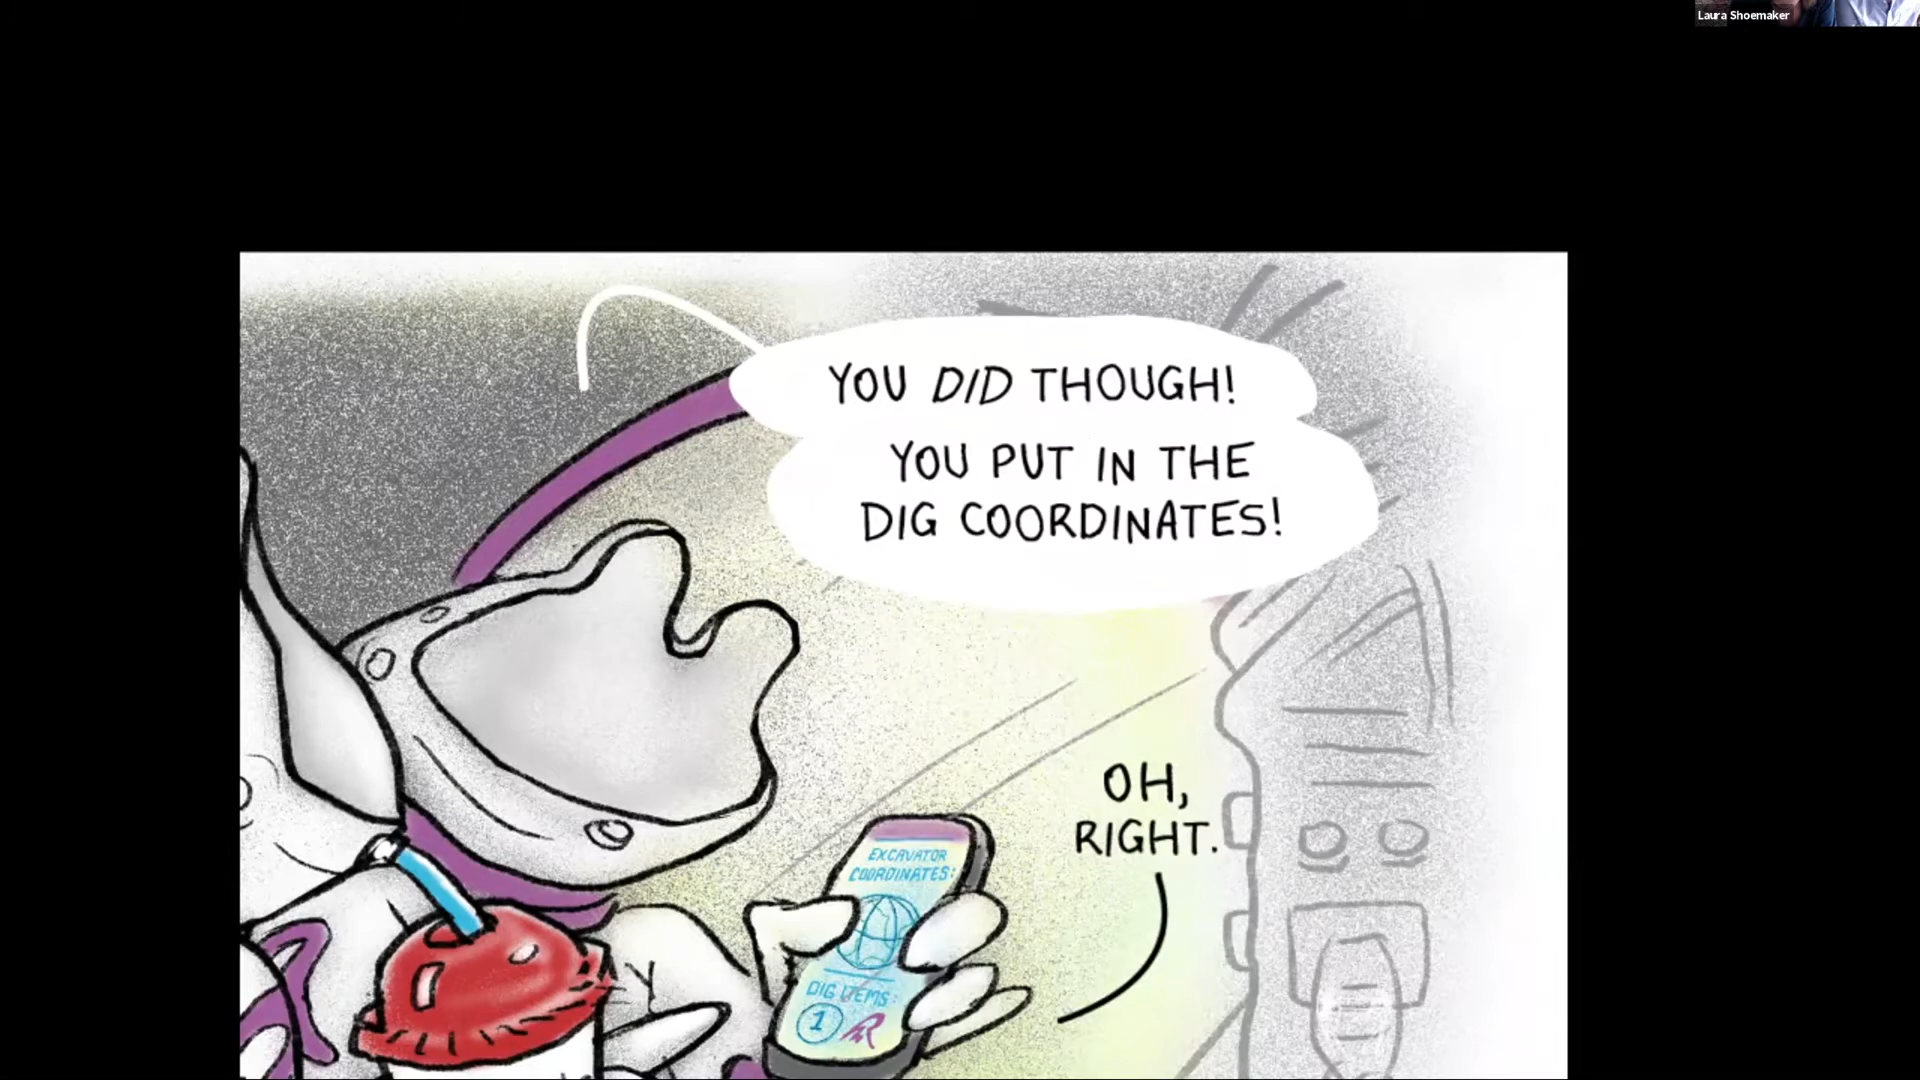 Laura Shoemaker
YOU DID THOUGH!
YOU PUT IN THE
DIG COORDINATES!
OH,
RIGHT.
EXCAVATOR
COORDINATES:
DIG ITEMS:
1